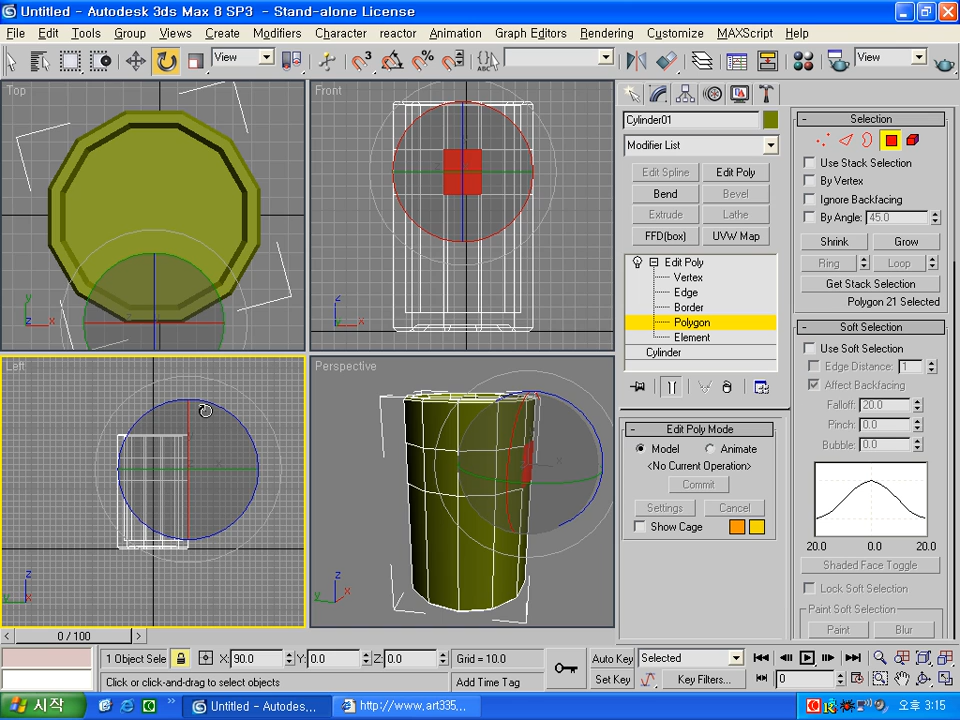 Untitled - Autodesk 3ds Max 8 SP3 - Stand-alone License
File Edit Tools Group Views Create Modifiers Character reactor Animation Graph Editors Rendering Customize MAXScript Help
View
3
%
ABC
View
Top
Front
Left
Perspective
y
x
z
x
z
y
z
y
x
Cylinder01
Modifier List
Edit Spline Edit Poly
Bend Bevel
Extrude Lathe
FFD(box) UVW Map
Edit Poly
Vertex
Edge
Border
Polygon
Element
Cylinder
- Edit Poly Mode
Model Animate
<No Current Operation>
Commit
Settings Cancel
Show Cage
- Selection
Use Stack Selection
By Vertex
Ignore Backfacing
By Angle: 45.0
Shrink Grow
Ring Loop
Get Stack Selection
Polygon 21 Selected
- Soft Selection
Use Soft Selection
Edge Distance: 1
Affect Backfacing
Falloff: 20.0
Pinch: 0.0
Bubble: 0.0
20.0 0.0 20.0
Shaded Face Toggle
Lock Soft Selection
Paint Soft Selection
Paint Blur
< 0 / 100 >
1 Object Sele X: 90.0 Y: 0.0 Z: 0.0 Grid = 10.0 Auto Key Selected
Click or click-and-drag to select objects Add Time Tag Set Key Key Filters... 0
시작 Untitled - Autodes... http://www,art335... 오후 3:15